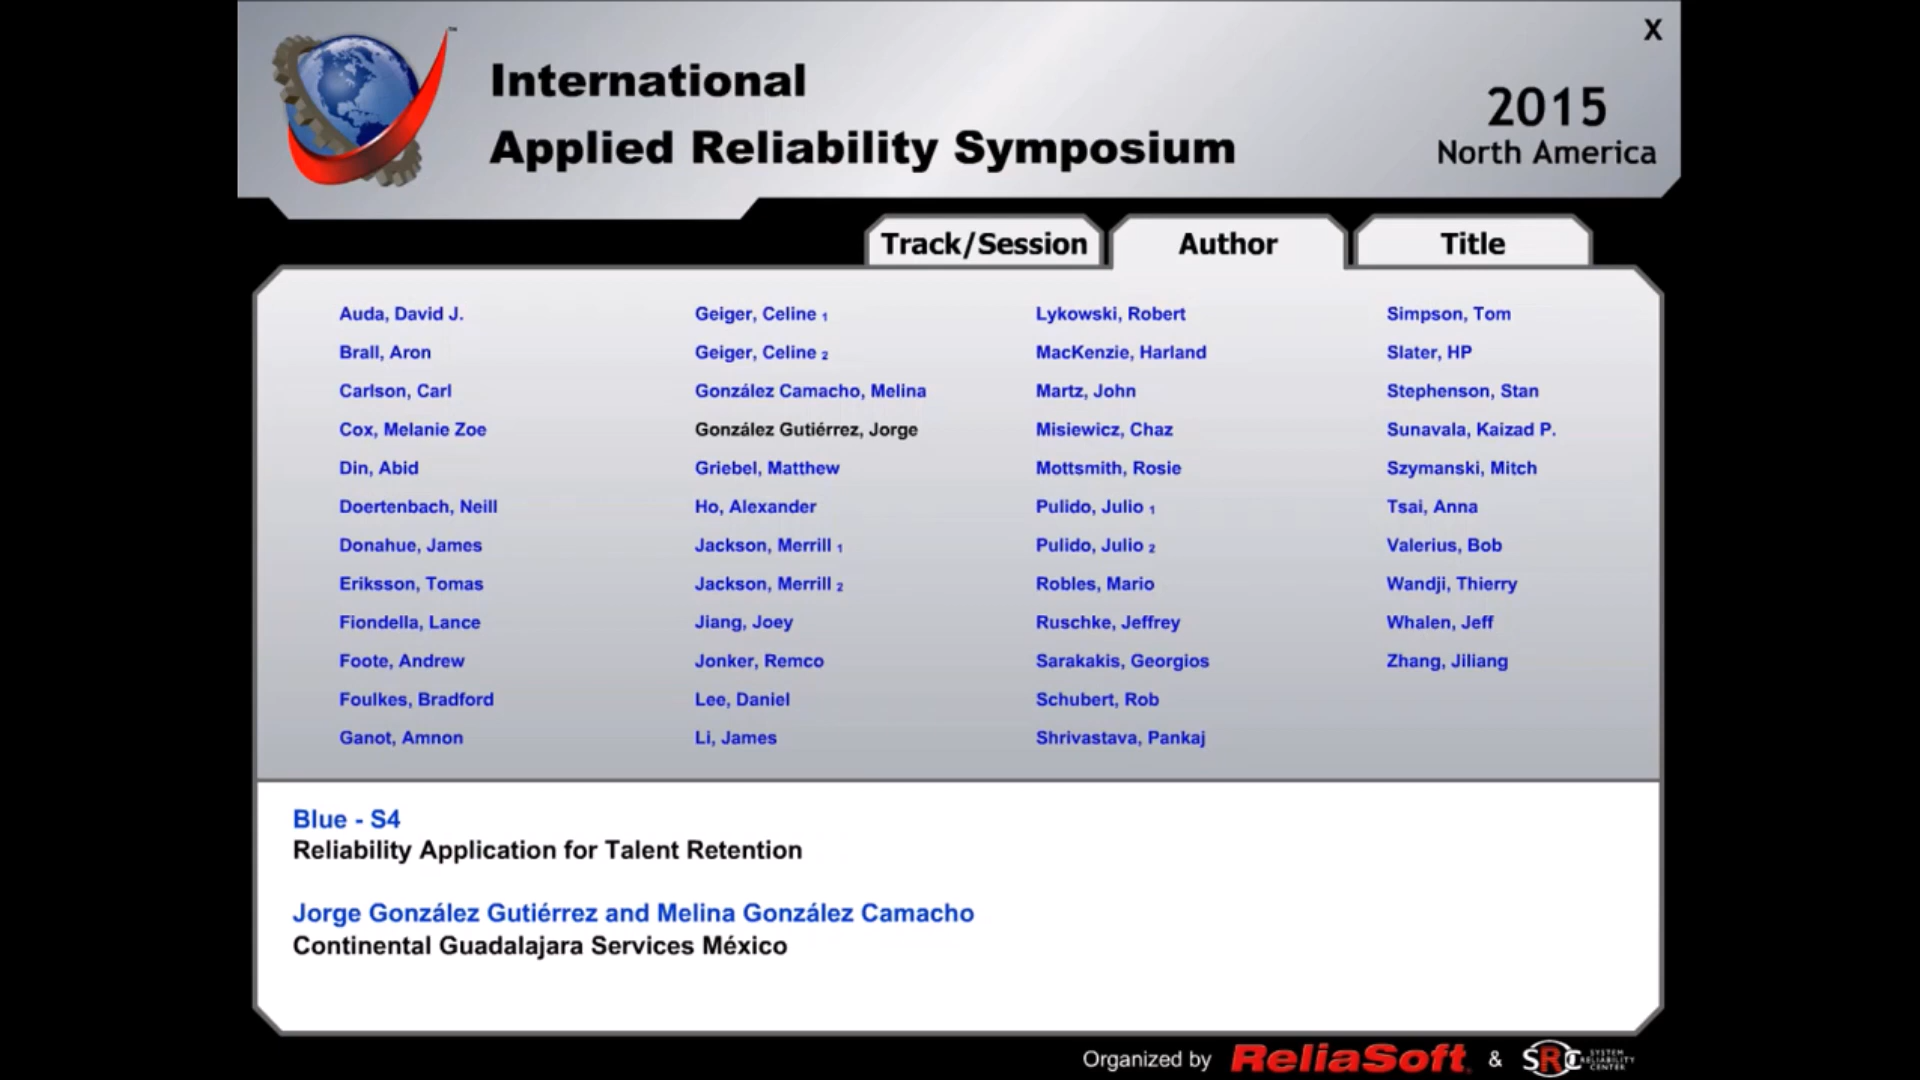 X
International
Applied Reliability Symposium
2015
North America
Track/Session
Author
Title
Auda, David J.
Brall, Aron
Carlson, Carl
Cox, Melanie Zoe
Din, Abid
Doertenbach, Neill
Donahue, James
Eriksson, Tomas
Fiondella, Lance
Foote, Andrew
Foulkes, Bradford
Ganot, Amnon
Geiger, Celine 1
Geiger, Celine 2
González Camacho, Melina
González Gutiérrez, Jorge
Griebel, Matthew
Ho, Alexander
Jackson, Merrill 1
Jackson, Merrill 2
Jiang, Joey
Jonker, Remco
Lee, Daniel
Li, James
Lykowski, Robert
MacKenzie, Harland
Martz, John
Misiewicz, Chaz
Mottsmith, Rosie
Pulido, Julio 1
Pulido, Julio 2
Robles, Mario
Ruschke, Jeffrey
Sarakakis, Georgios
Schubert, Rob
Shrivastava, Pankaj
Simpson, Tom
Slater, HP
Stephenson, Stan
Sunavala, Kaizad P.
Szymanski, Mitch
Tsai, Anna
Valerius, Bob
Wandji, Thierry
Whalen, Jeff
Zhang, Jiliang
Blue - S4
Reliability Application for Talent Retention
Jorge González Gutiérrez and Melina González Camacho
Continental Guadalajara Services México
Organized by ReliaSoft & SRC SYSTEM RELIABILITY CENTER